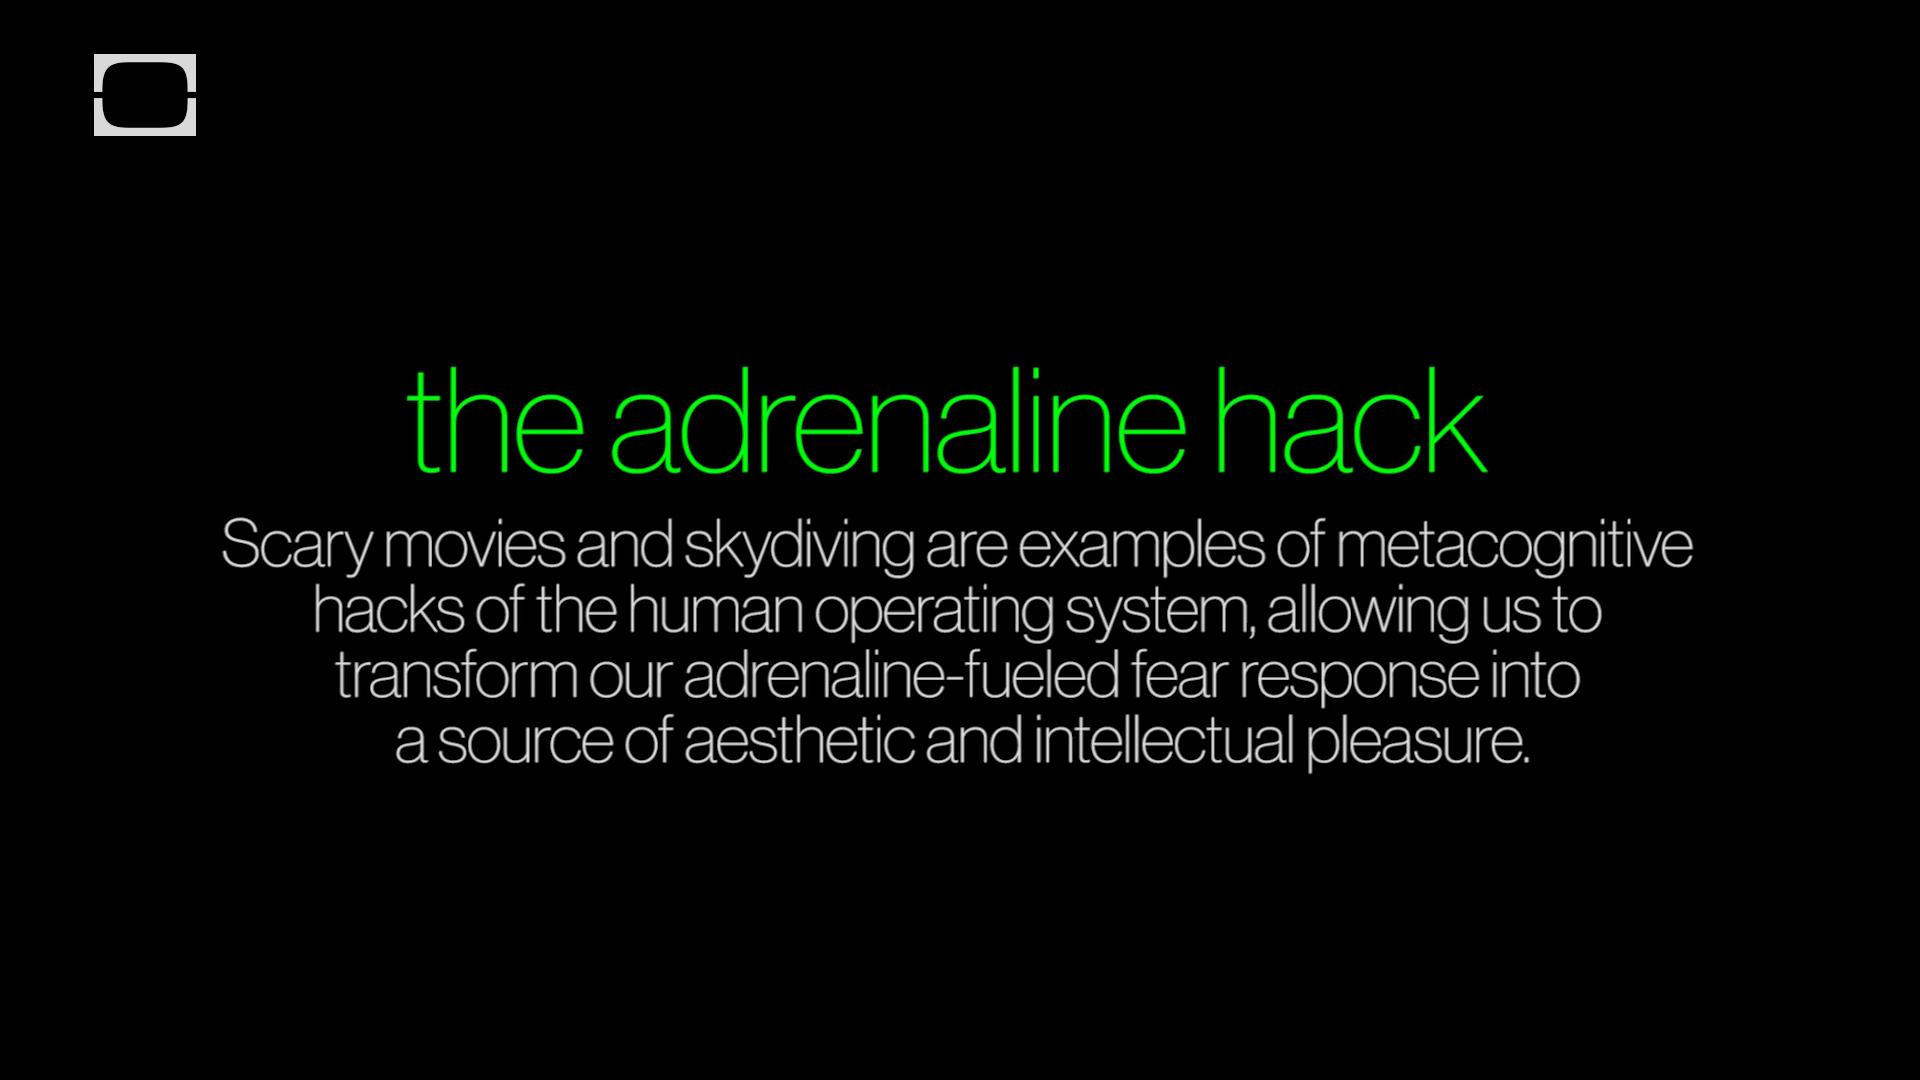 the adrenaline hack
Scary movies and skydiving are examples of metacognitive
hacks of the human operating system, allowing us to
transform our adrenaline-fueled fear response into
a source of aesthetic and intellectual pleasure.